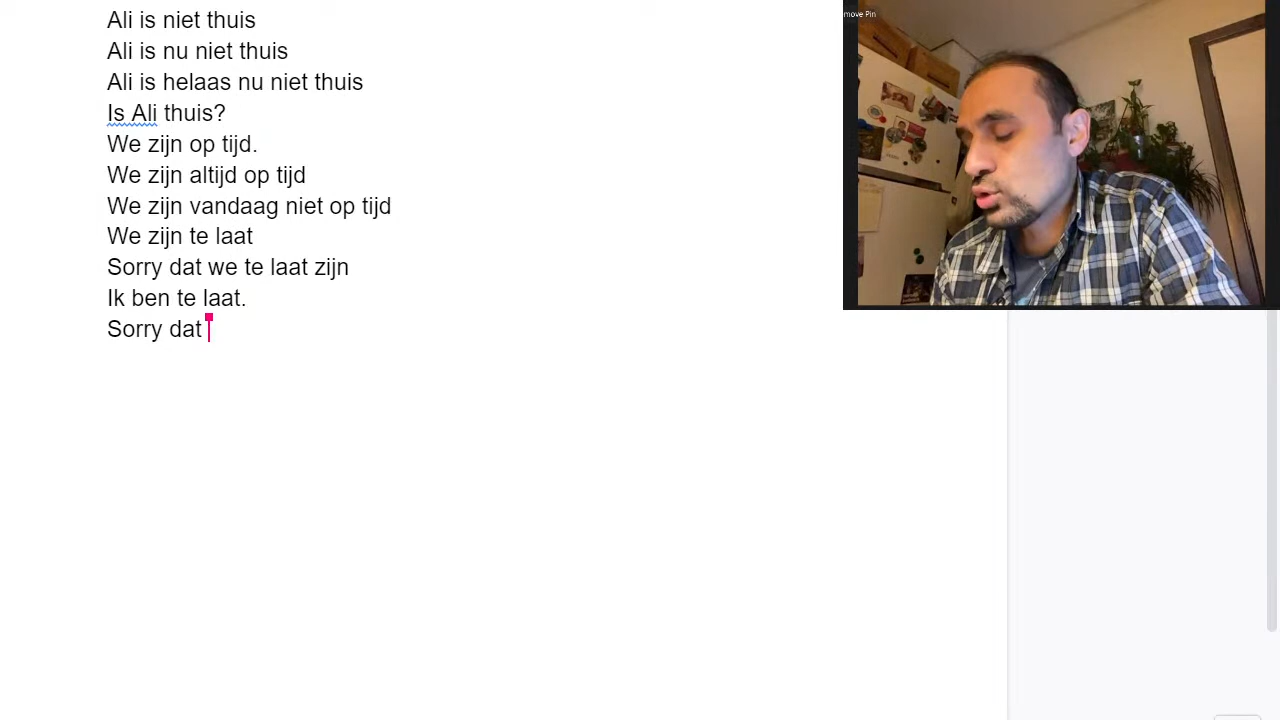 move Pin
Ali is niet thuis
Ali is nu niet thuis
Ali is helaas nu niet thuis
Is Ali thuis?
We zijn op tijd.
We zijn altijd op tijd
We zijn vandaag niet op tijd
We zijn te laat
Sorry dat we te laat zijn
Ik ben te laat.
Sorry dat